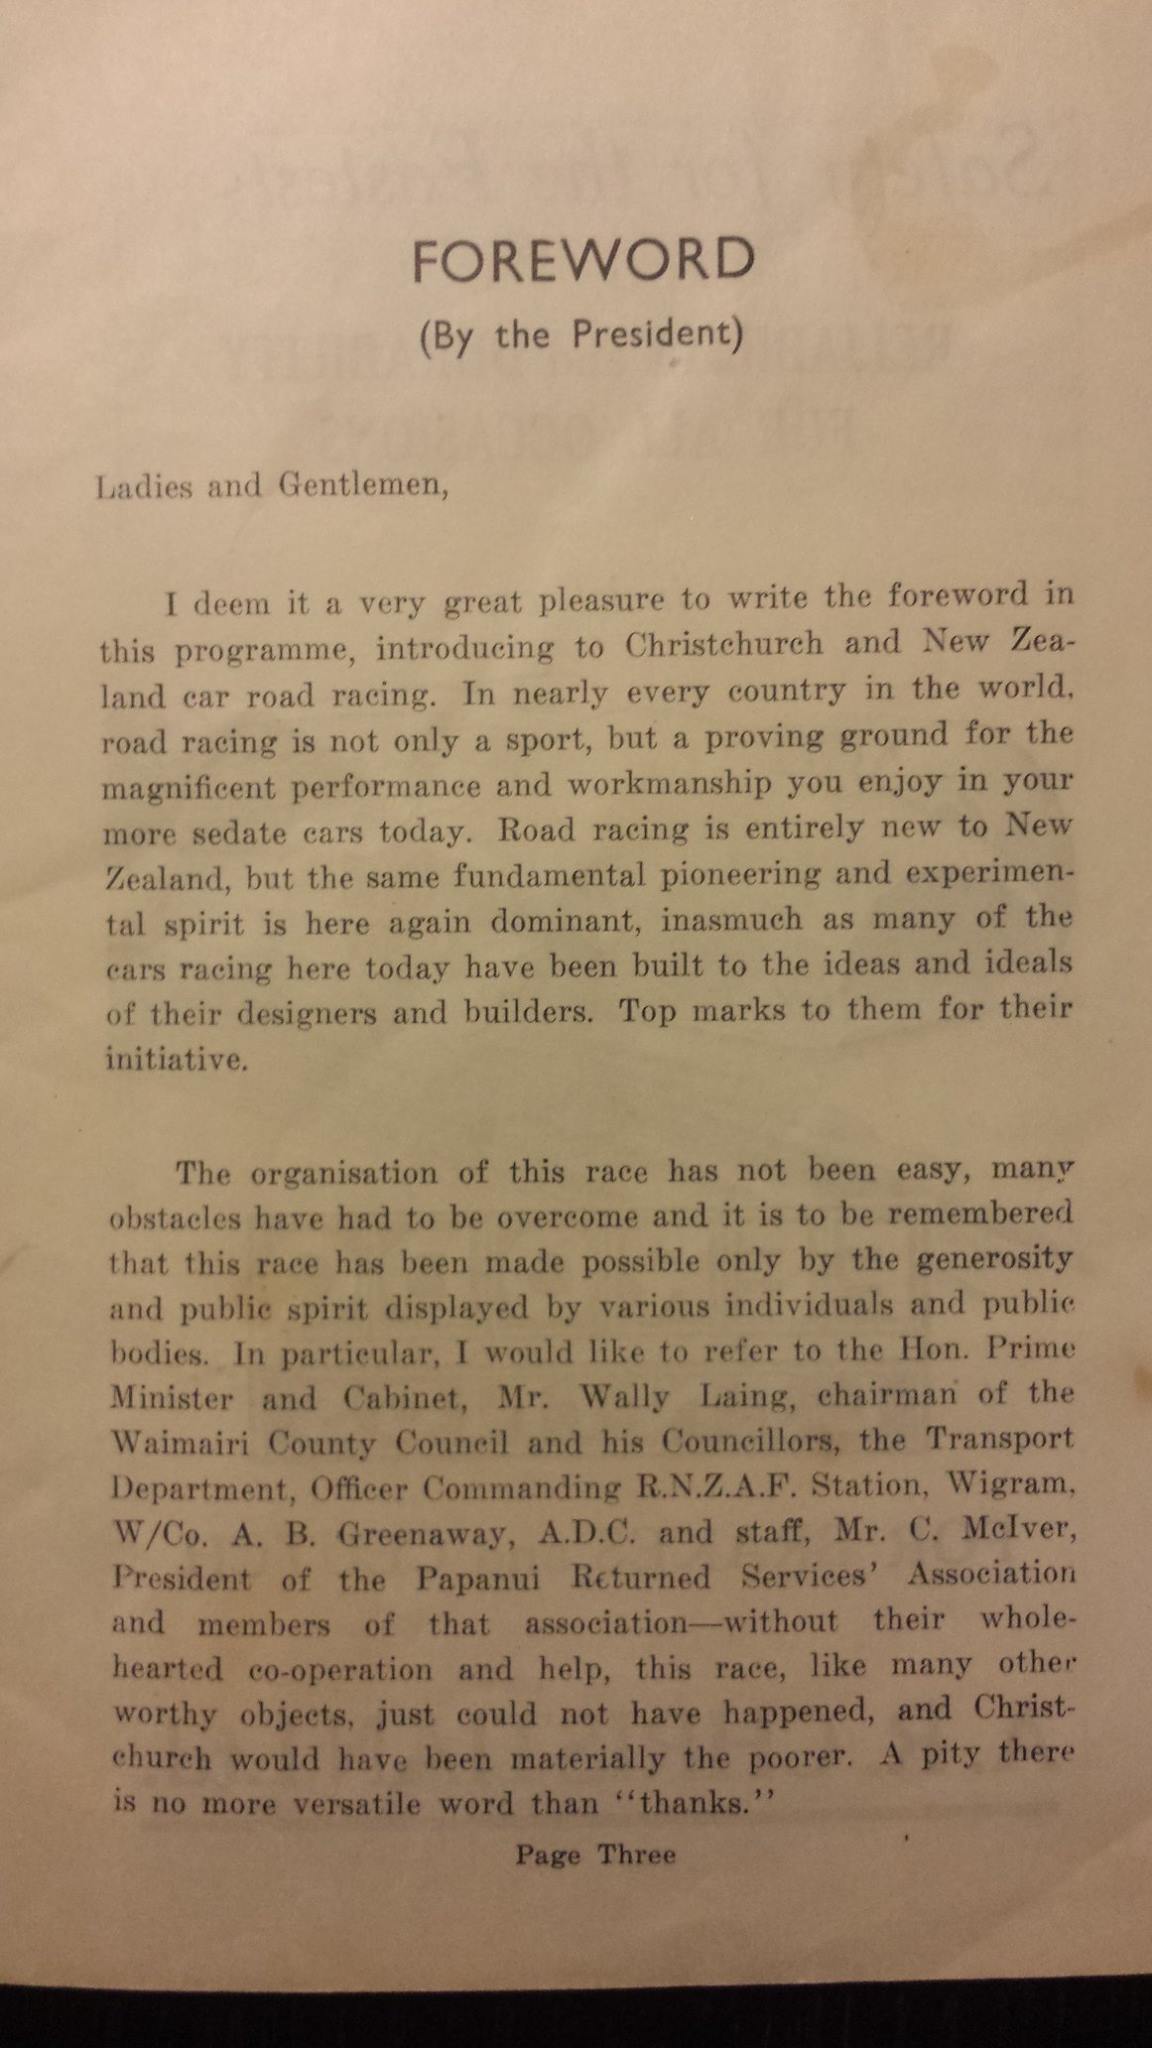 FOREWORD
(By the President)
Ladies and Gentlemen,
I deem it a very great pleasure to write the foreword in
this programme, introducing to Christchurch and New Zea-
land car road racing. In nearly every country in the world,
road racing is not only a sport, but a proving ground for the
magnificent performance and workmanship you enjoy in your
more sedate cars today. Road racing is entirely new to New
Zealand, but the same fundamental pioneering and experimen-
tal spirit is here again dominant, inasmuch as many of the
cars racing here today have been built to the ideas and ideals
of their designers and builders. Top marks to them for their
initiative.
The organisation of this race has not been easy, many
obstacles have had to be overcome and it is to be remembered
that this race has been made possible only by the generosity
and public spirit displayed by various individuals and public
bodies. In particular, I would like to refer to the Hon. Prime
Minister and Cabinet, Mr. Wally Laing, chairman of the
Waimairi County Council and his Councillors, the Transport
Department, Officer Commanding R.N.Z.A.F. Station, Wigram,
W/Co. A. B. Greenaway, A.D.C. and staff, Mr. C. McIver,
President of the Papanui Returned Services' Association
and members of that association—without their whole-
hearted co-operation and help, this race, like many other
worthy objects, just could not have happened, and Christ-
church would have been materially the poorer. A pity there
is no more versatile word than "thanks."
Page Three